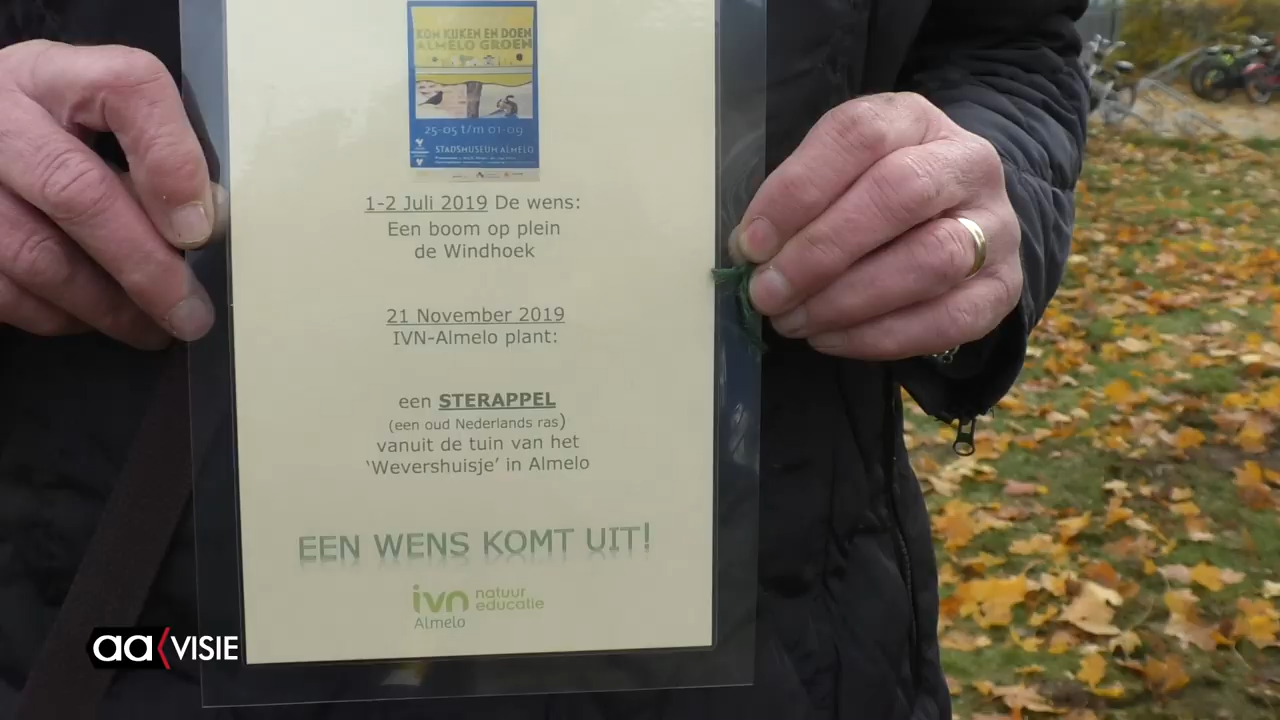 KOM KIJKEN EN DOEN
ALMELO GROEN
25-05 t/m 01-09
STADSMUSEUM ALMELO
1-2 Juli 2019 De wens:
Een boom op plein
de Windhoek
21 November 2019
IVN-Almelo plant:
een STERAPPEL
(een oud Nederlands ras)
vanuit de tuin van het
‘Wevershuisje’ in Almelo
EEN WENS KOMT UIT!
ivn natuur
educatie
Almelo
aa VISIE